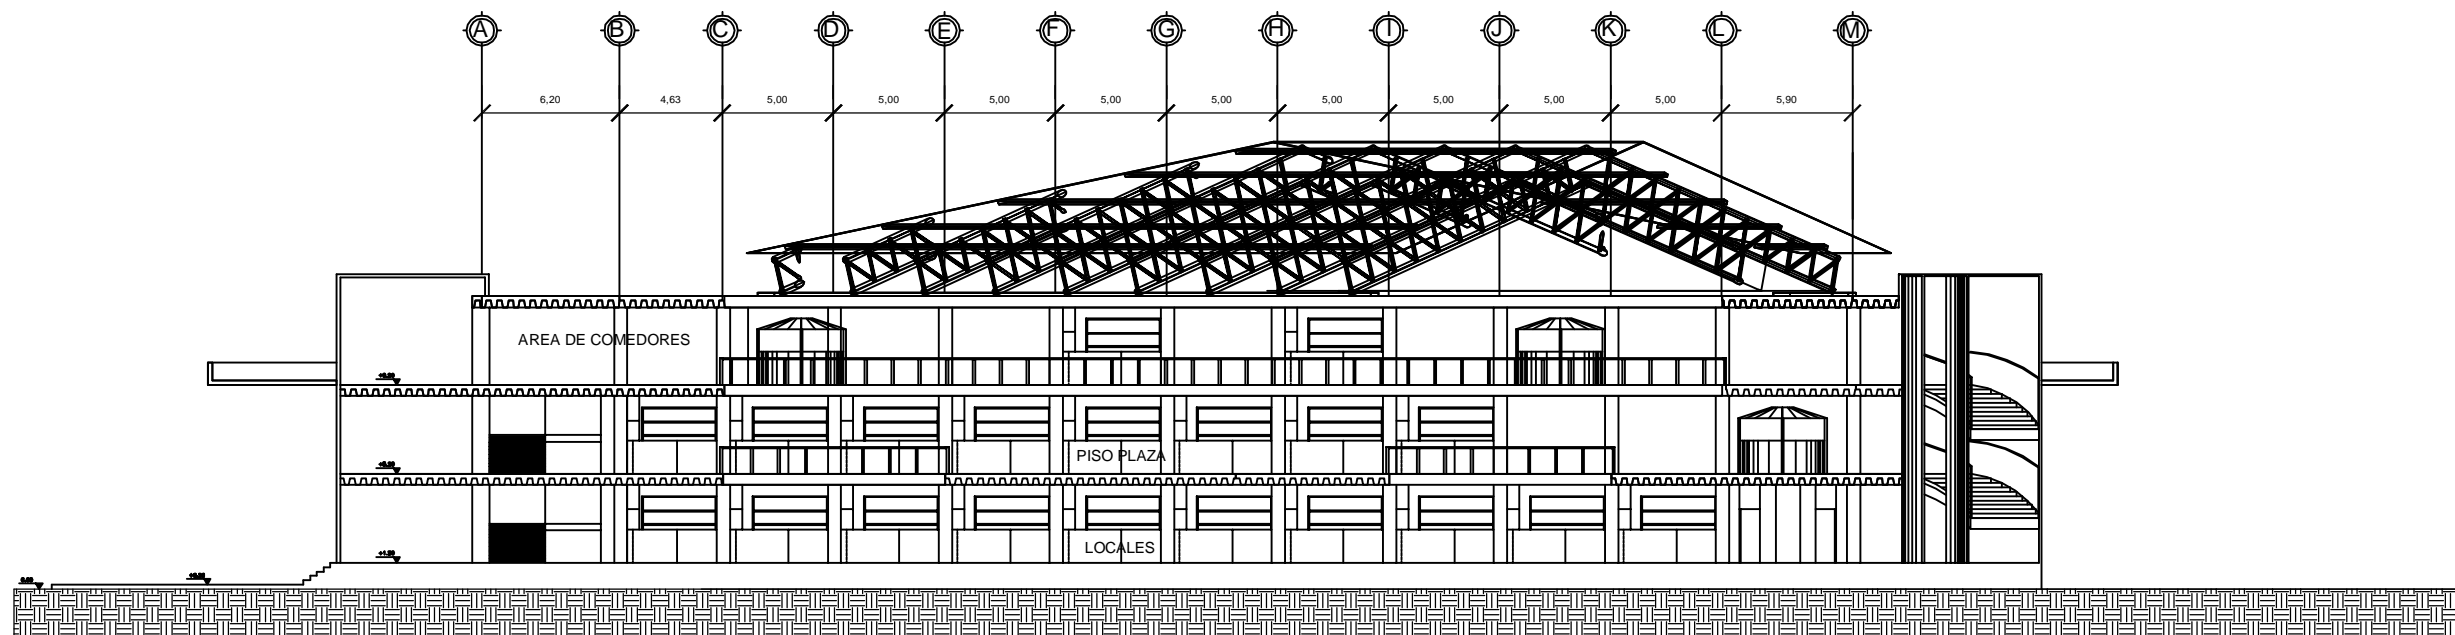 A B C D E F G H I J K L M
6,20 4,63 5,00 5,00 5,00 5,00 5,00 5,00 5,00 5,00 5,00 5,90
AREA DE COMEDORES
PISO PLAZA
LOCALES